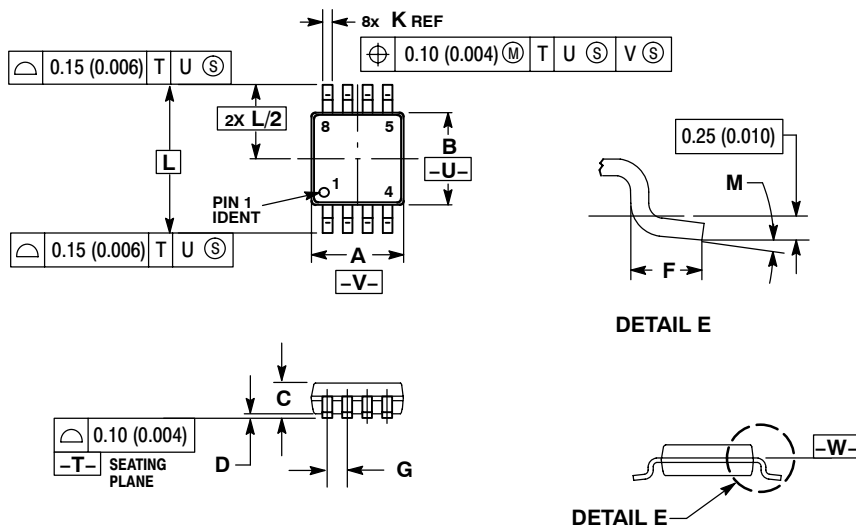 8x K REF
⌓ 0.15 (0.006) T U Ⓢ
⌖ 0.10 (0.004) Ⓜ T U Ⓢ V Ⓢ
2X L/2
8 5
B
-U-
L
PIN 1
IDENT
1
4
⌓ 0.15 (0.006) T U Ⓢ
A
-V-
0.25 (0.010)
M
F
DETAIL E
C
⌓ 0.10 (0.004)
-T- SEATING
PLANE
D
G
-W-
DETAIL E